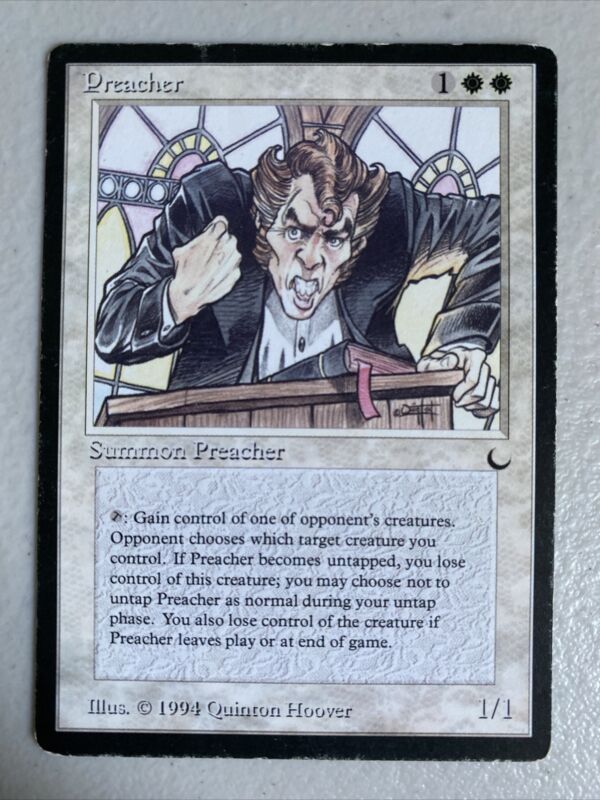 Preacher 1
Summon Preacher
: Gain control of one of opponent's creatures.
Opponent chooses which target creature you
control. If Preacher becomes untapped, you lose
control of this creature; you may choose not to
untap Preacher as normal during your untap
phase. You also lose control of the creature if
Preacher leaves play or at end of game.
Illus. © 1994 Quinton Hoover 1/1